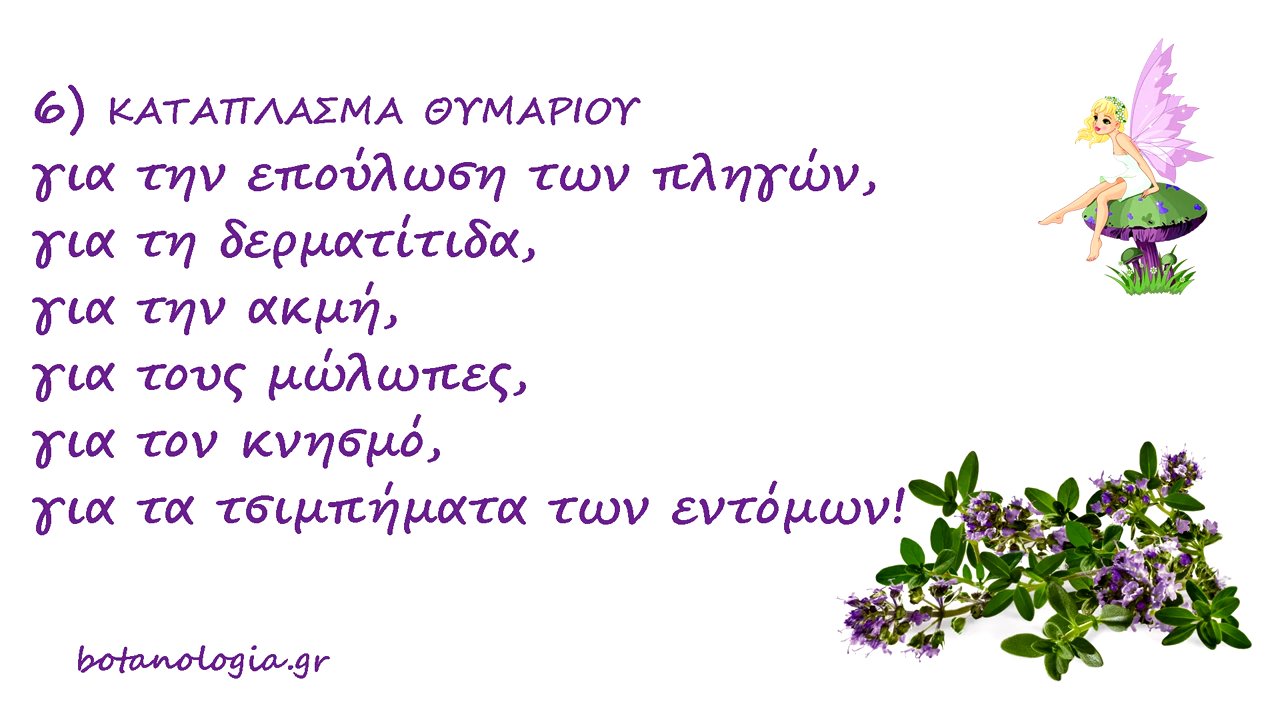 6) ΚΑΤΑΠΛΑΣΜΑ ΘΥΜΑΡΙΟΥ
για την επούλωση των πληγών,
για τη δερματίτιδα,
για την ακμή,
για τους μώλωπες,
για τον κνησμό,
για τα τσιμπήματα των εντόμων!
botanologia.gr